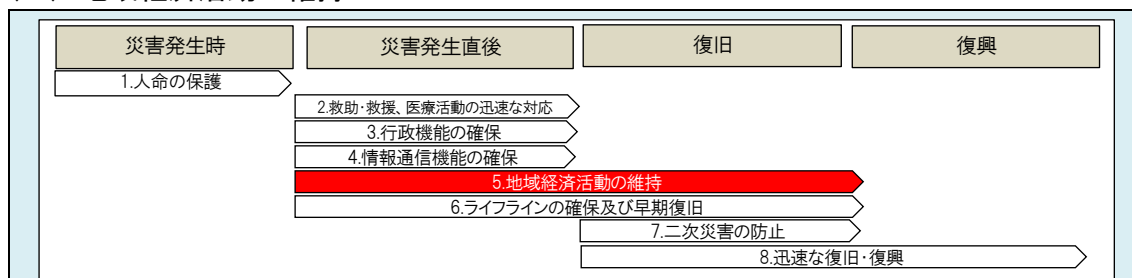 災害発生時 災害発生直後 復旧 復興
1.人命の保護
2.救助・救援、医療活動の迅速な対応
3.行政機能の確保
4.情報通信機能の確保
5.地域経済活動の維持
6.ライフラインの確保及び早期復旧
7.二次災害の防止
8.迅速な復旧・復興